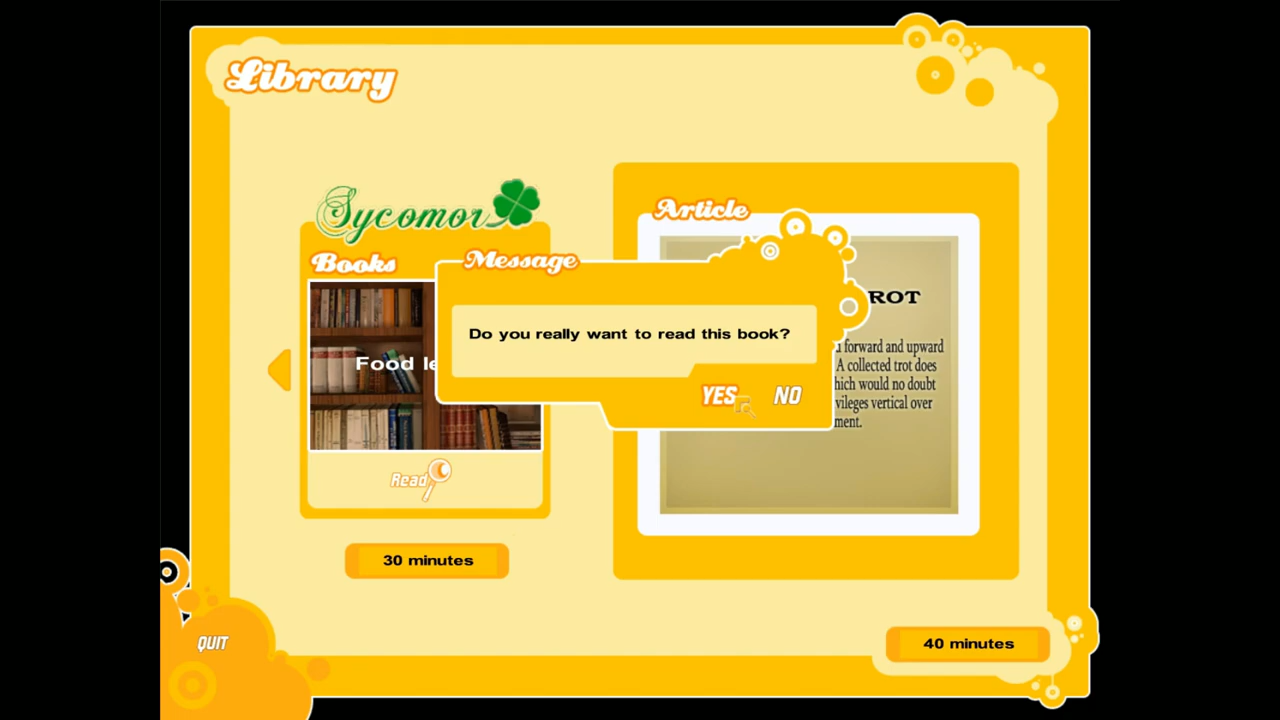 Library
Sycomor
Books
Food le
Read
30 minutes
Article
ROT
forward and upward
A collected trot does
hich would no doubt
vileges vertical over
ment.
Message
Do you really want to read this book?
YES
NO
QUIT
40 minutes